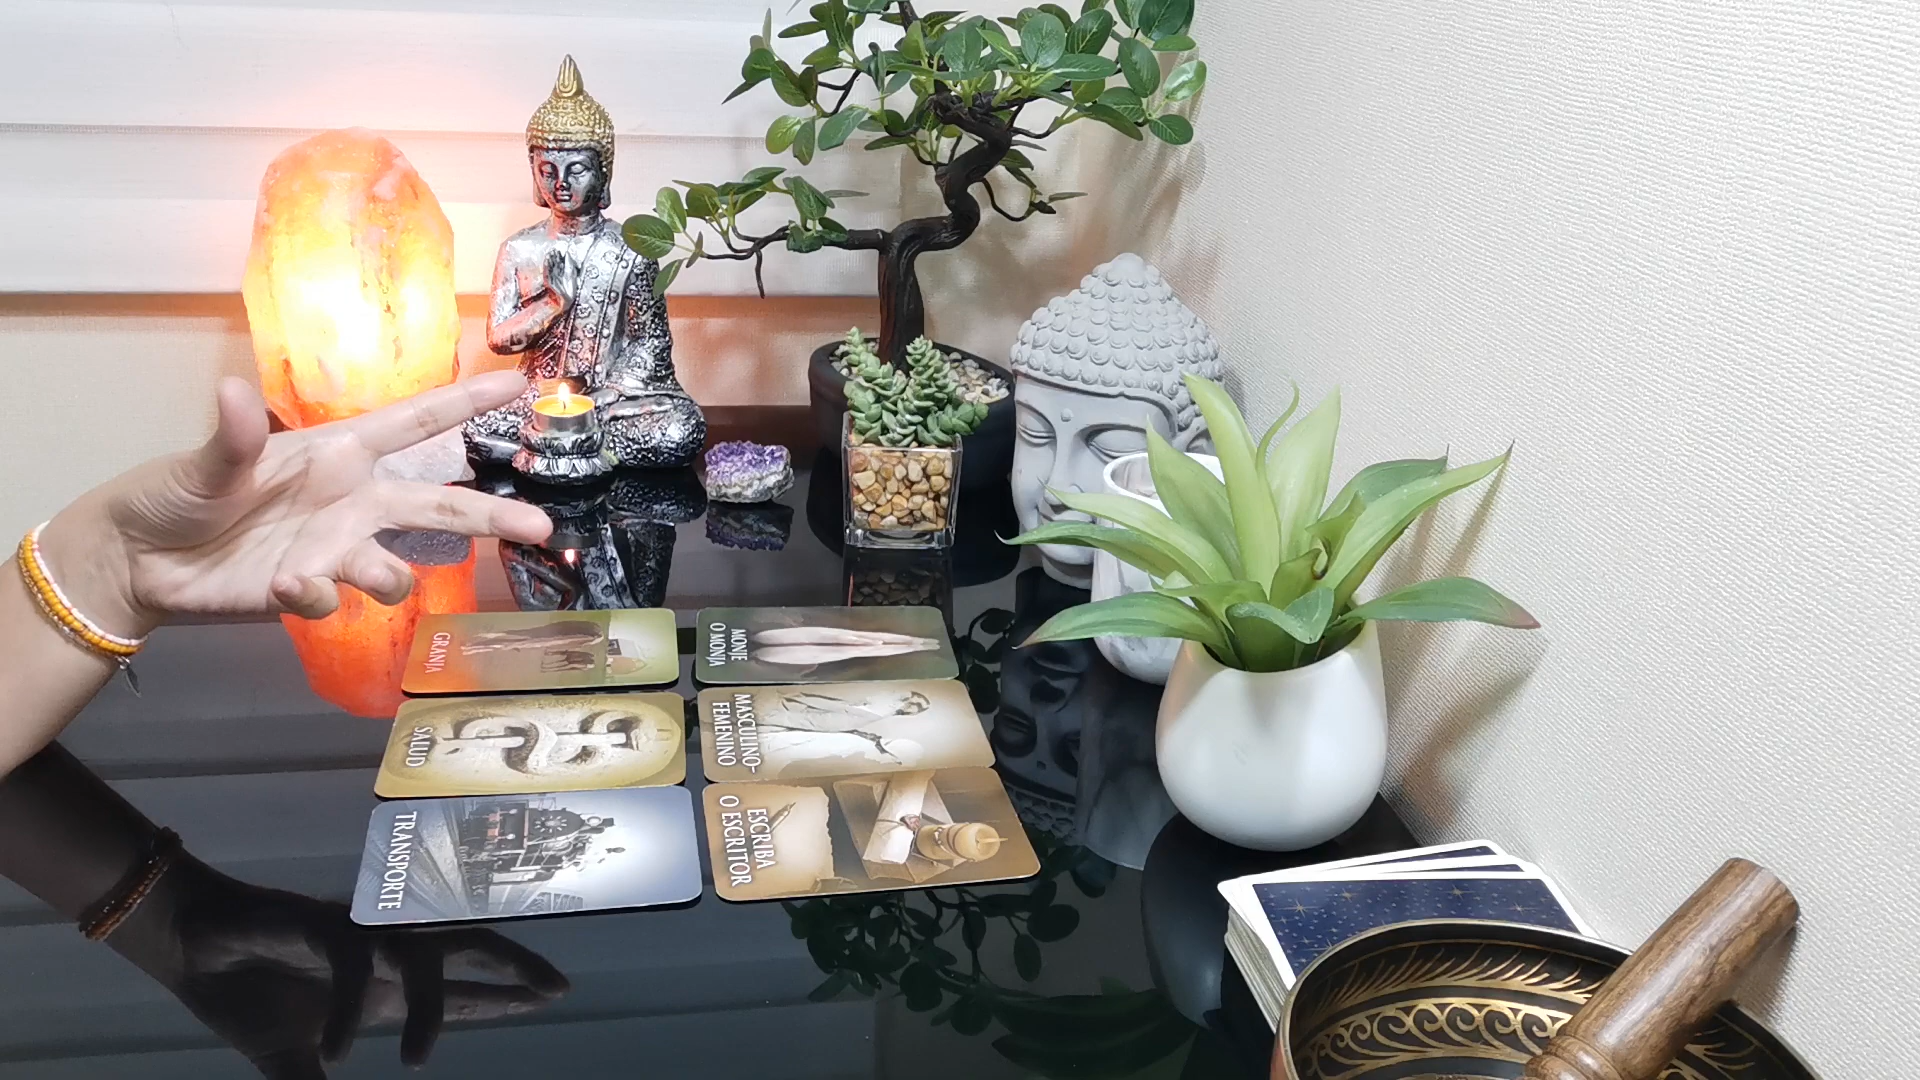 GRANJA
MONJE
O MONJA
SALUD
MASCULINO-
FEMENINO
TRANSPORTE
ESCRIBA
O ESCRITOR